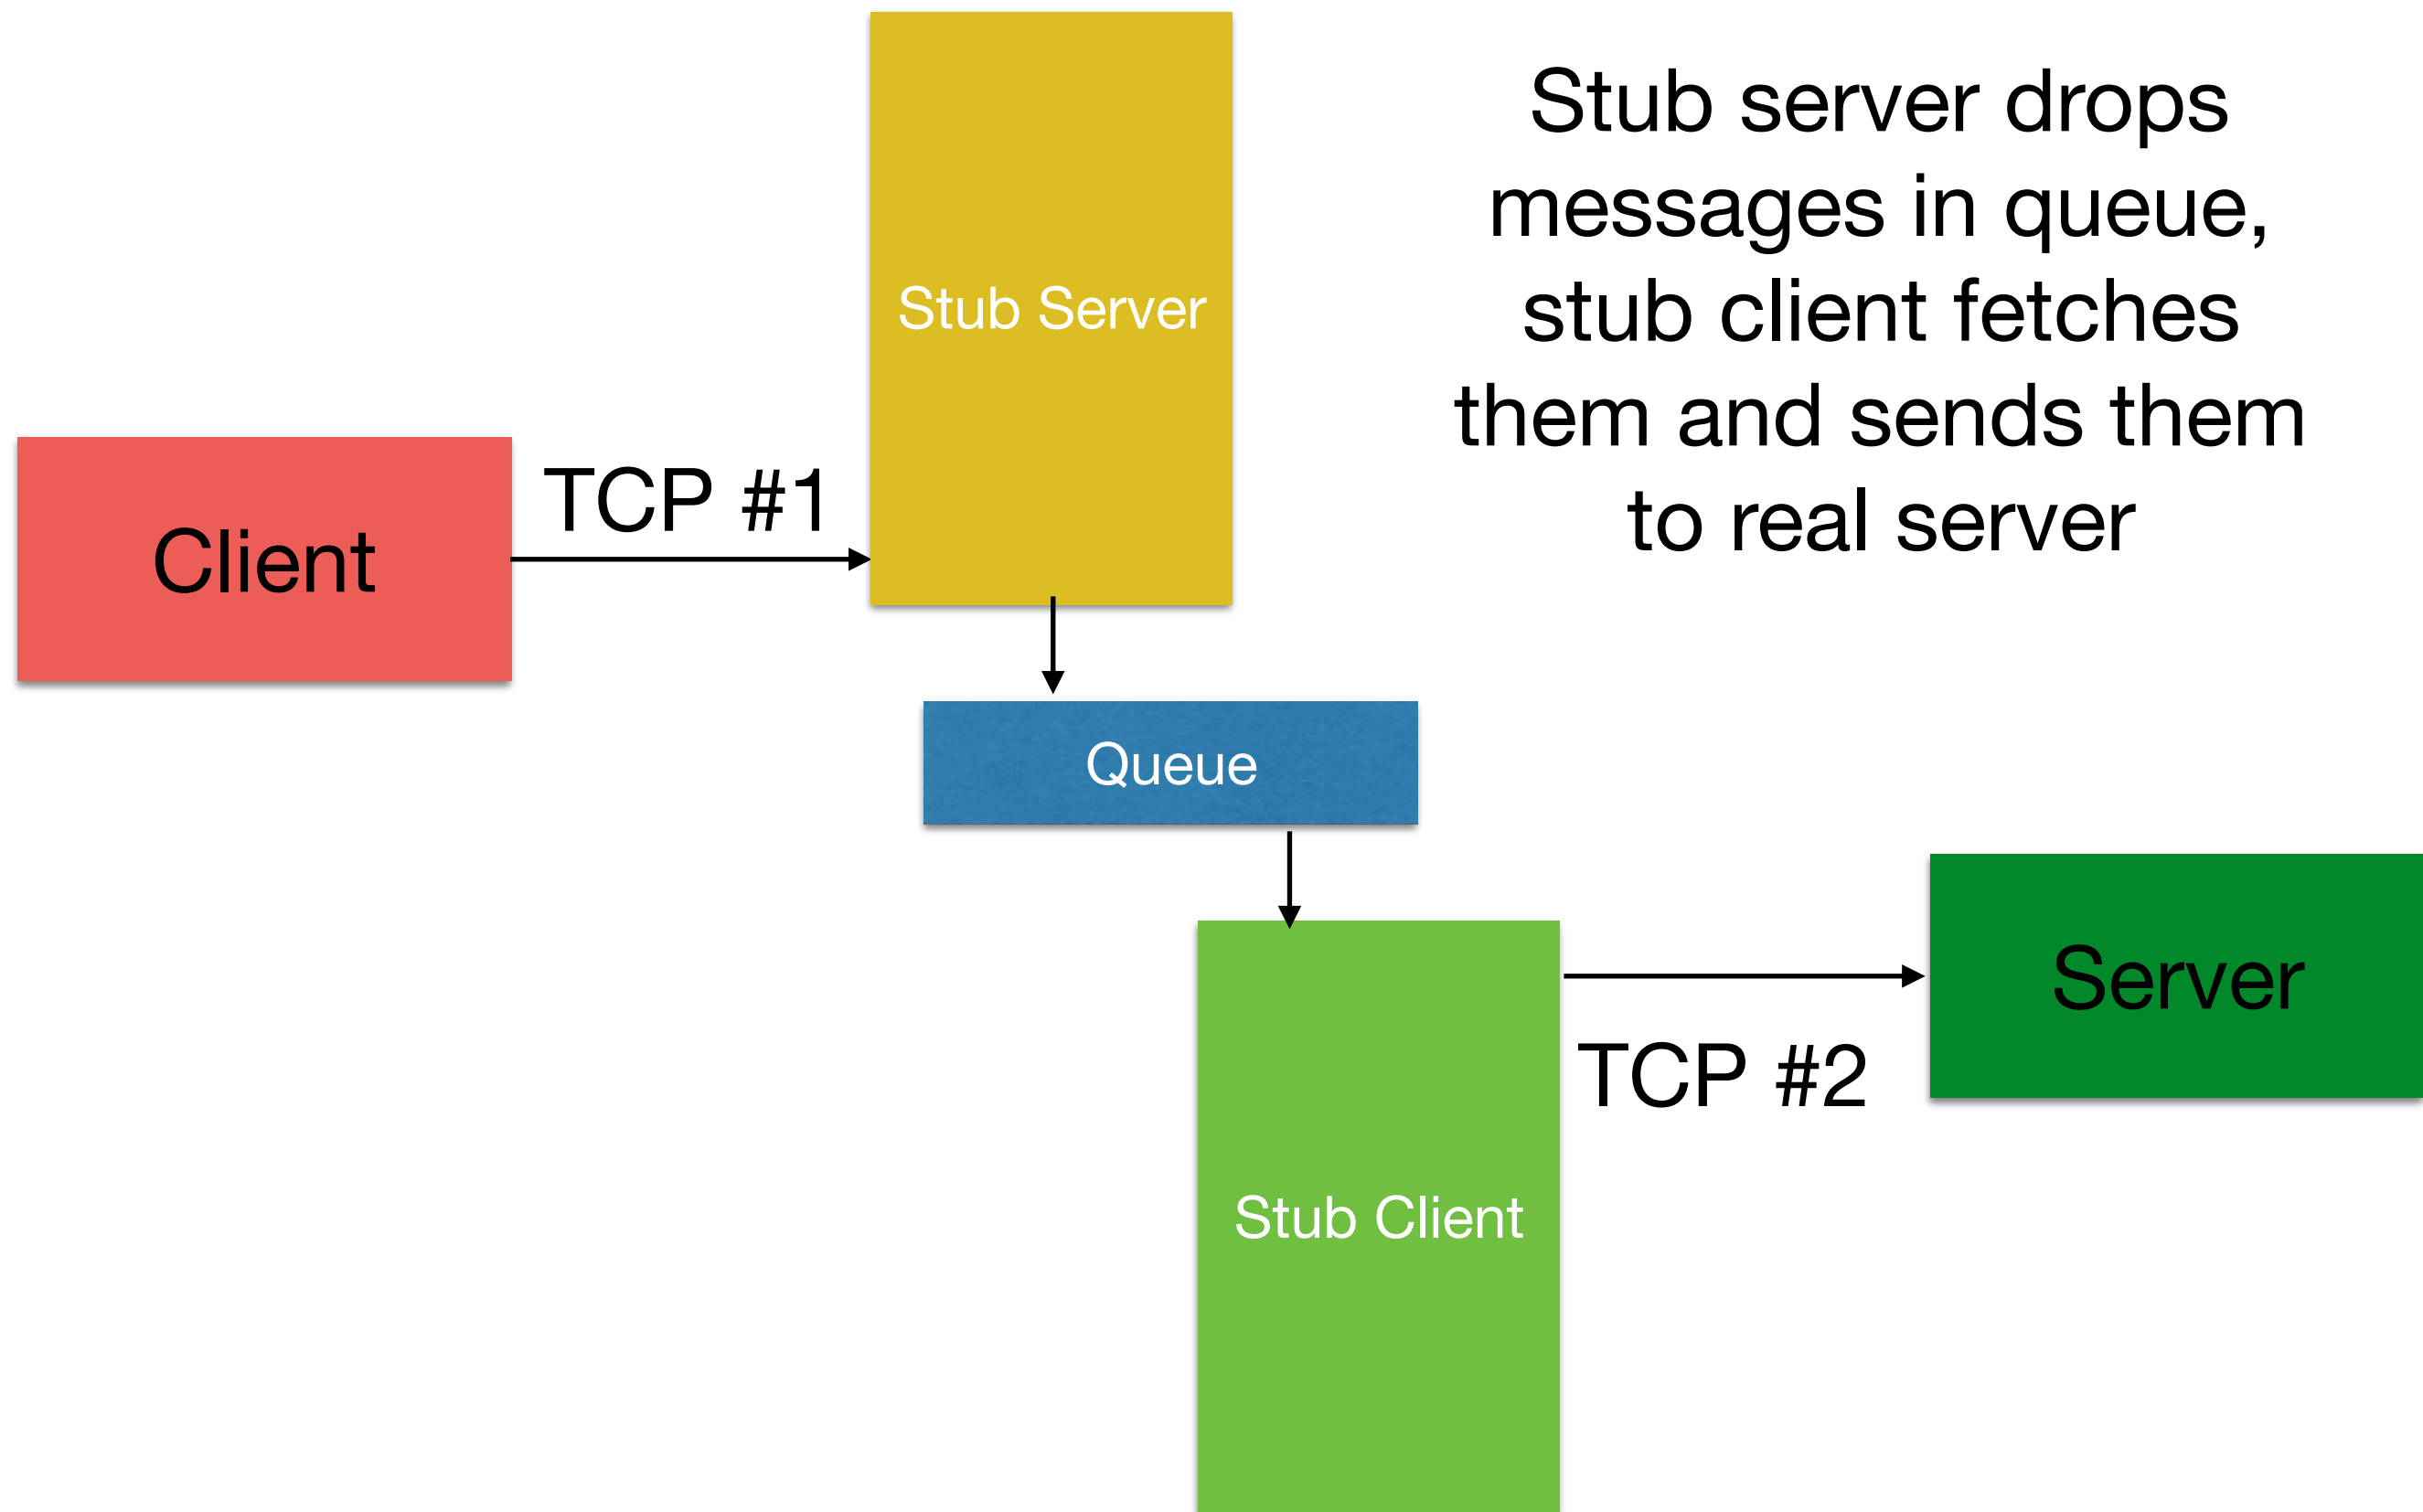 Stub server drops
messages in queue,
stub client fetches
them and sends them
to real server
Stub Server
TCP #1
Client
Queue
Server
TCP #2
Stub Client